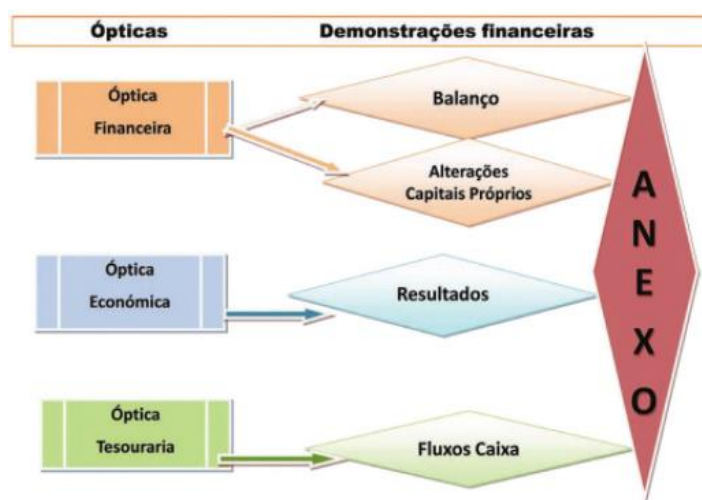 Ópticas
Demonstrações financeiras
Óptica
Financeira
Balanço
Alterações
Capitais Próprios
Óptica
Económica
Resultados
Óptica
Tesouraria
Fluxos Caixa
A
N
E
X
O